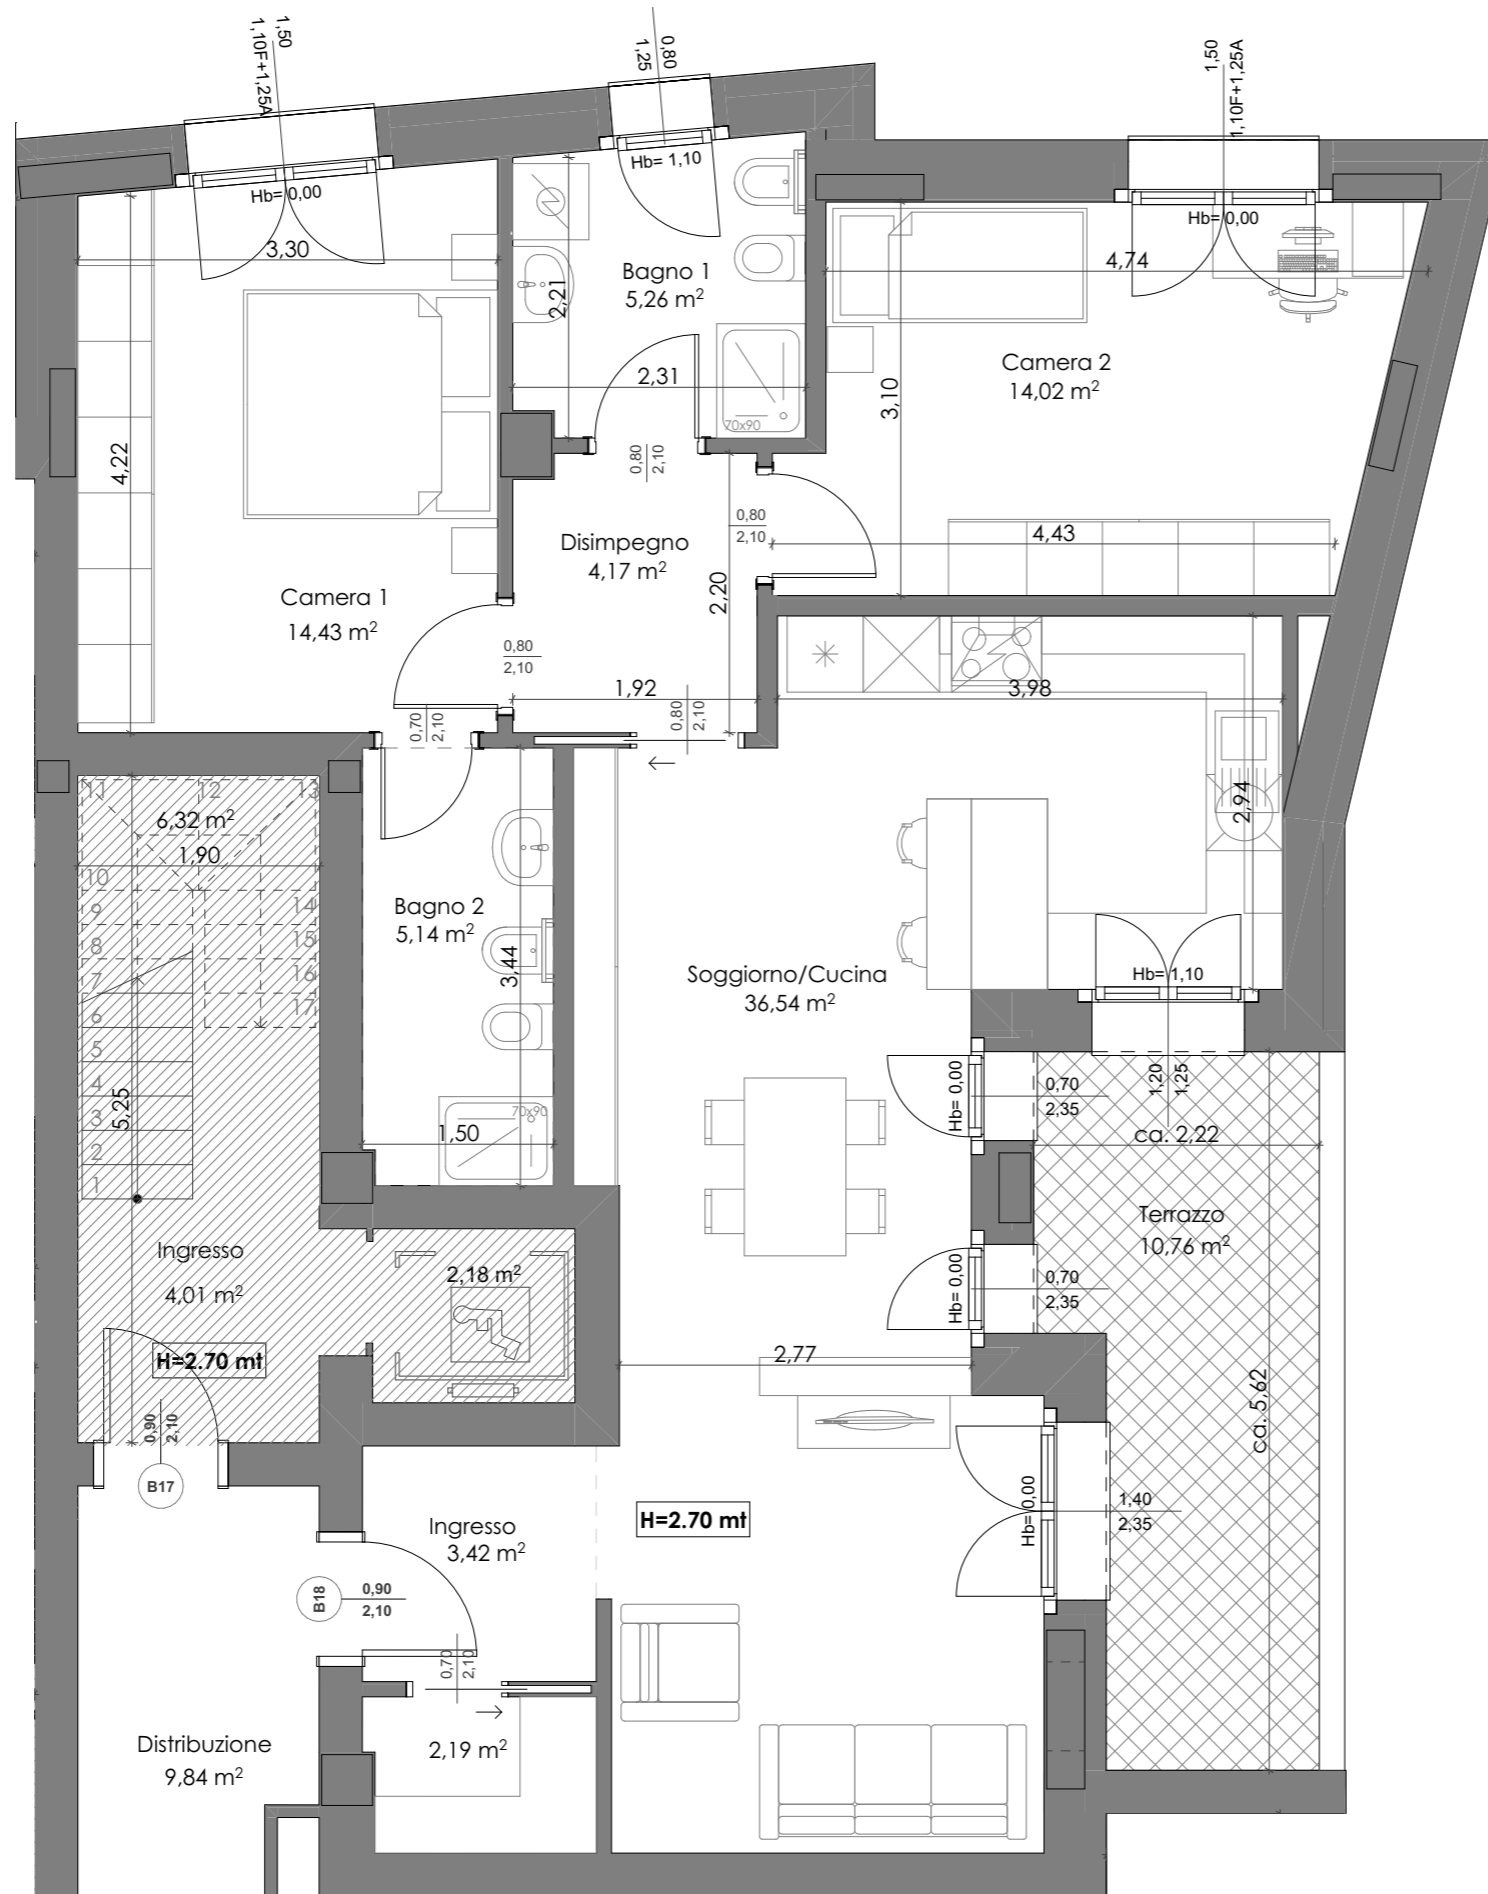 1,50
1,10F+1,25A
0,80
1,25
1,50
1,10F+1,25A
Hb= 0,00
Hb= 1,10
Hb= 0,00
3,30
2,21
Bagno 1
5,26 m²
4,74
2,31
70x90
Camera 2
14,02 m²
3,10
4,22
0,80
2,10
0,80
2,10
4,43
Disimpegno
4,17 m²
2,20
Camera 1
14,43 m²
0,80
2,10
1,92
0,80
2,10
3,98
0,70
2,10
11
12
13
6,32 m²
1,90
2,94
10
9
8
7
6
5
4
3
2
1
14
15
16
17
5,25
Bagno 2
5,14 m²
3,44
Soggiorno/Cucina
36,54 m²
Hb= 1,10
1,20
1,25
Hb= 0,00
0,70
2,35
ca. 2,22
70x90
1,50
Terrazzo
10,76 m²
Ingresso
4,01 m²
2,18 m²
Hb= 0,00
0,70
2,35
H=2.70 mt
2,77
ca. 5,62
0,90
2,10
B17
Ingresso
3,42 m²
H=2.70 mt
Hb= 0,00
1,40
2,35
B18
0,90
2,10
0,70
2,10
Distribuzione
9,84 m²
2,19 m²